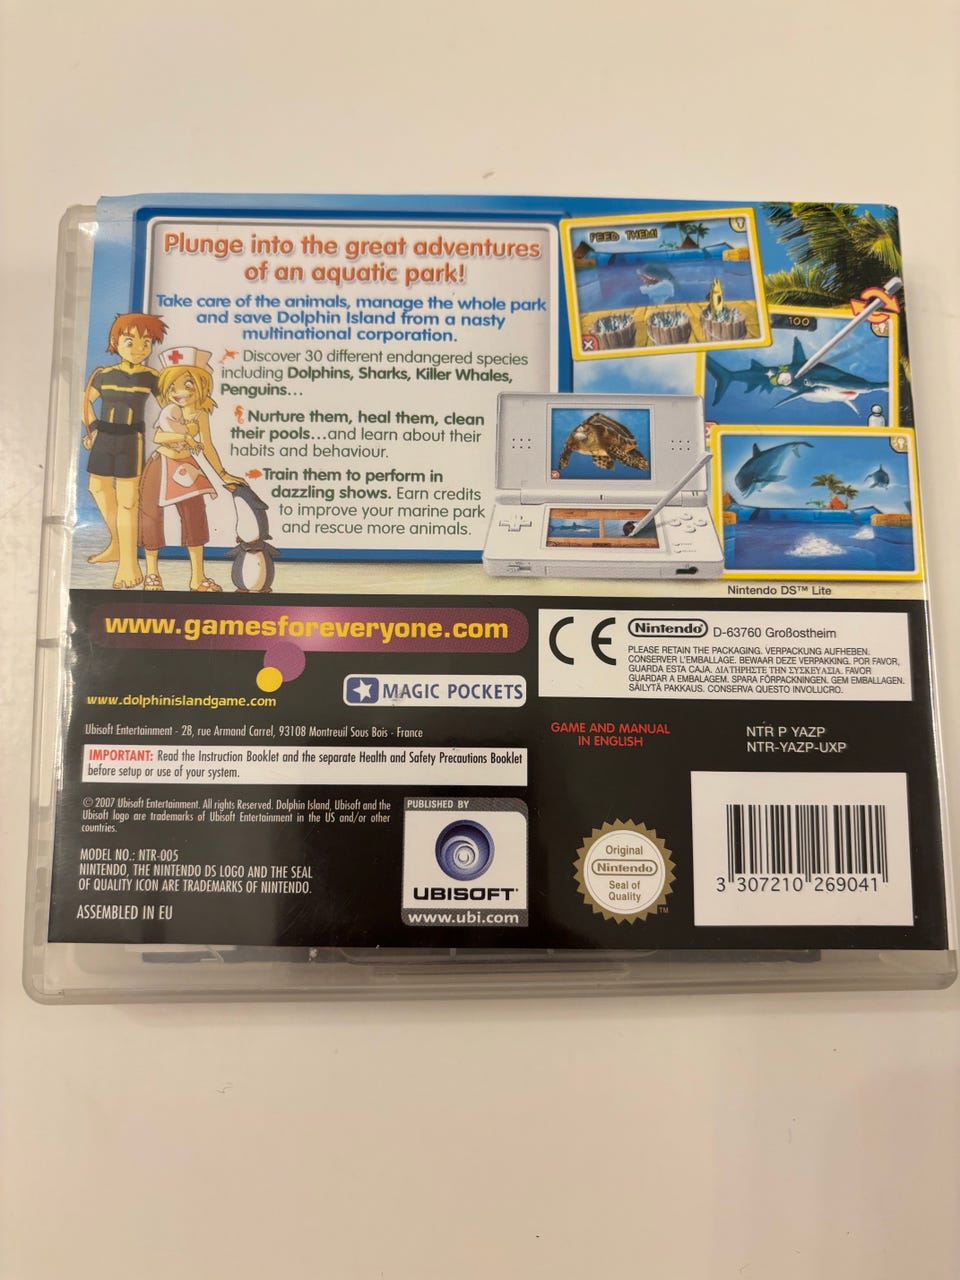 Plunge into the great adventures
of an aquatic park!
Take care of the animals, manage the whole park
and save Dolphin Island from a nasty
multinational corporation.
Discover 30 different endangered species
including Dolphins, Sharks, Killer Whales,
Penguins...
Nurture them, heal them, clean
their pools...and learn about their
habits and behaviour.
Train them to perform in
dazzling shows. Earn credits
to improve your marine park
and rescue more animals.
FEED THEM!
100
Nintendo DS™ Lite
www.gamesforeveryone.com
www.dolphinislandgame.com
MAGIC POCKETS
CE
Nintendo D-63760 Großostheim
PLEASE RETAIN THE PACKAGING. VERPACKUNG AUFHEBEN.
CONSERVER L'EMBALLAGE. BEWAAR DEZE VERPAKKING. POR FAVOR,
GUARDA ESTA CAJA. ΔΙΑΤΗΡΗΣΤΕ ΤΗΝ ΣΥΣΚΕΥΑΣΙΑ. FAVOR
GUARDAR A EMBALAGEM. SPARA FÖRPACKNINGEN. GEM EMBALLAGEN.
SÄILYTÄ PAKKAUS. CONSERVA QUESTO INVOLUCRO.
Ubisoft Entertainment - 28, rue Armand Carrel, 93108 Montreuil Sous Bois - France
IMPORTANT: Read the Instruction Booklet and the separate Health and Safety Precautions Booklet
before setup or use of your system.
GAME AND MANUAL
IN ENGLISH
NTR P YAZP
NTR-YAZP-UXP
© 2007 Ubisoft Entertainment. All rights Reserved. Dolphin Island, Ubisoft and the
Ubisoft logo are trademarks of Ubisoft Entertainment in the US and/or other
countries.
MODEL NO.: NTR-005
NINTENDO, THE NINTENDO DS LOGO AND THE SEAL
OF QUALITY ICON ARE TRADEMARKS OF NINTENDO.
ASSEMBLED IN EU
PUBLISHED BY
UBISOFT
www.ubi.com
Original
Nintendo
Seal of
Quality
TM
3 307210 269041